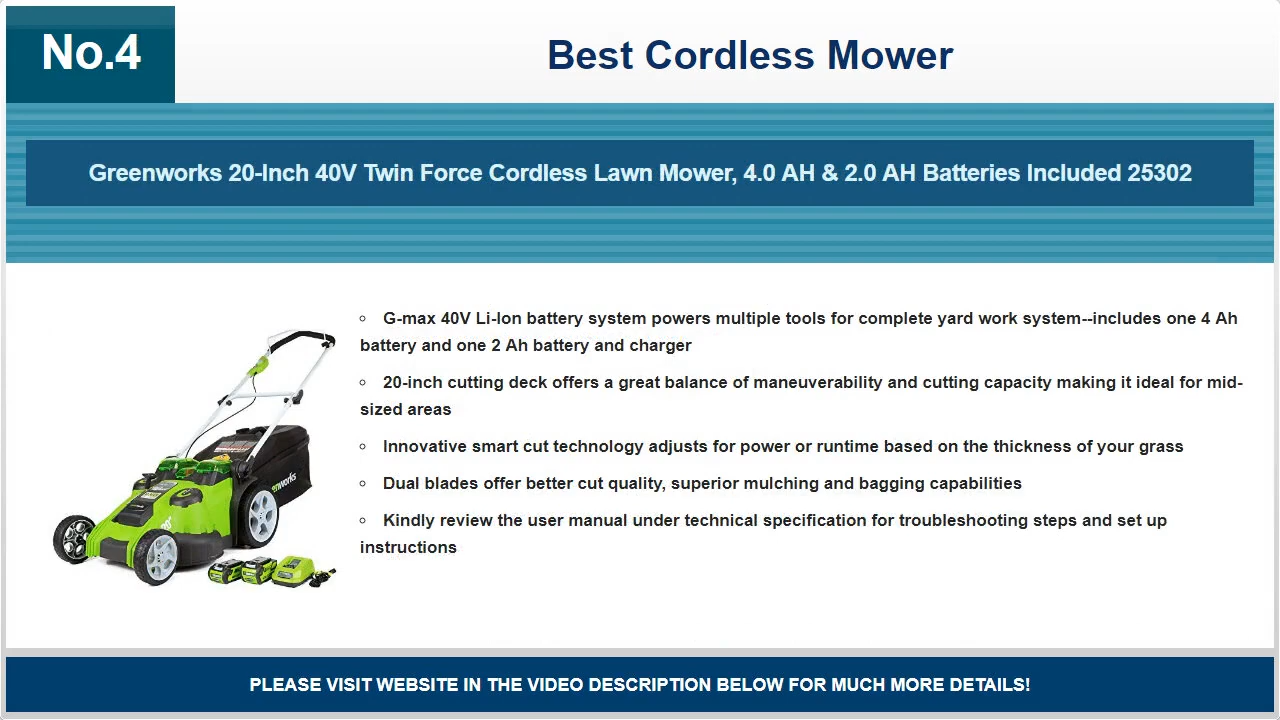 No.4
Best Cordless Mower
Greenworks 20-Inch 40V Twin Force Cordless Lawn Mower, 4.0 AH & 2.0 AH Batteries Included 25302
G-max 40V Li-Ion battery system powers multiple tools for complete yard work system--includes one 4 Ah
battery and one 2 Ah battery and charger
20-inch cutting deck offers a great balance of maneuverability and cutting capacity making it ideal for mid-
sized areas
Innovative smart cut technology adjusts for power or runtime based on the thickness of your grass
Dual blades offer better cut quality, superior mulching and bagging capabilities
Kindly review the user manual under technical specification for troubleshooting steps and set up
instructions
PLEASE VISIT WEBSITE IN THE VIDEO DESCRIPTION BELOW FOR MUCH MORE DETAILS!